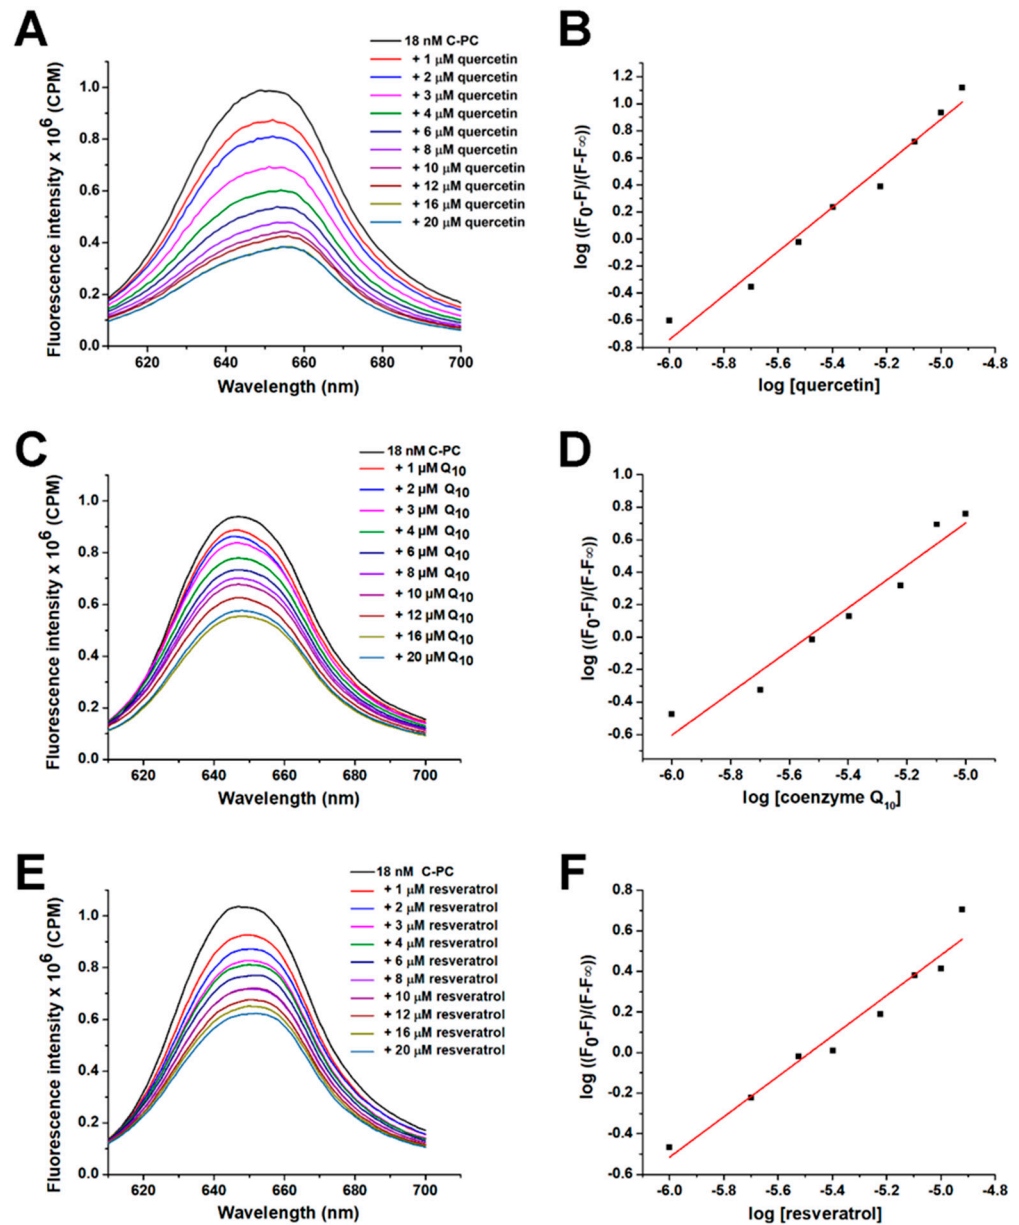 A
Fluorescence intensity x 10⁶ (CPM)
1.0
0.8
0.6
0.4
0.2
0.0
620 640 660 680 700
Wavelength (nm)
18 nM C-PC
+ 1 µM quercetin
+ 2 µM quercetin
+ 3 µM quercetin
+ 4 µM quercetin
+ 6 µM quercetin
+ 8 µM quercetin
+ 10 µM quercetin
+ 12 µM quercetin
+ 16 µM quercetin
+ 20 µM quercetin
B
log ((F₀-F)/(F-F∞))
1.2
1.0
0.8
0.6
0.4
0.2
0.0
-0.2
-0.4
-0.6
-0.8
-6.0 -5.8 -5.6 -5.4 -5.2 -5.0 -4.8
log [quercetin]
C
Fluorescence intensity x 10⁶ (CPM)
1.0
0.8
0.6
0.4
0.2
0.0
620 640 660 680 700
Wavelength (nm)
18 nM C-PC
+ 1 µM Q₁₀
+ 2 µM Q₁₀
+ 3 µM Q₁₀
+ 4 µM Q₁₀
+ 6 µM Q₁₀
+ 8 µM Q₁₀
+ 10 µM Q₁₀
+ 12 µM Q₁₀
+ 16 µM Q₁₀
+ 20 µM Q₁₀
D
log ((F₀-F)/(F-F∞))
1.0
0.8
0.6
0.4
0.2
0.0
-0.2
-0.4
-0.6
-6.0 -5.8 -5.6 -5.4 -5.2 -5.0
log [coenzyme Q₁₀]
E
Fluorescence intensity x 10⁶ (CPM)
1.0
0.8
0.6
0.4
0.2
0.0
620 640 660 680 700
Wavelength (nm)
18 nM C-PC
+ 1 µM resveratrol
+ 2 µM resveratrol
+ 3 µM resveratrol
+ 4 µM resveratrol
+ 6 µM resveratrol
+ 8 µM resveratrol
+ 10 µM resveratrol
+ 12 µM resveratrol
+ 16 µM resveratrol
+ 20 µM resveratrol
F
log ((F₀-F)/(F-F∞))
0.8
0.6
0.4
0.2
0.0
-0.2
-0.4
-0.6
-6.0 -5.8 -5.6 -5.4 -5.2 -5.0 -4.8
log [resveratrol]